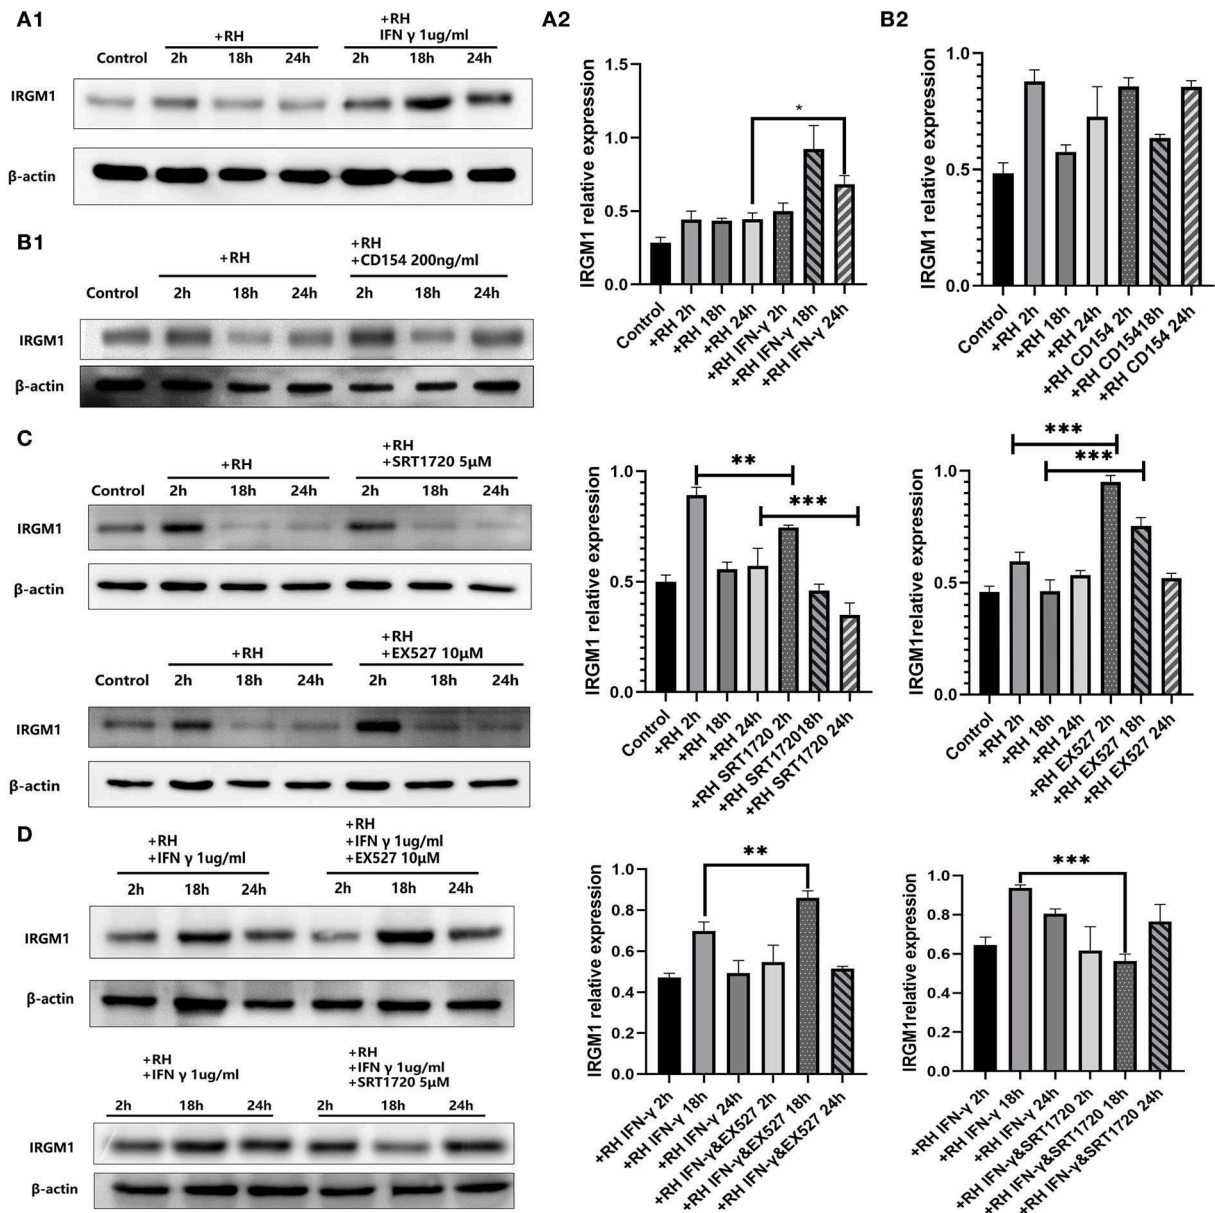 A1
+RH
+RH
IFN γ 1ug/ml
Control 2h 18h 24h 2h 18h 24h
IRGM1
β-actin
A2
IRGM1 relative expression
1.5
1.0
0.5
0.0
*
Control
+RH 2h
+RH 18h
+RH 24h
+RH IFN-γ 2h
+RH IFN-γ 18h
+RH IFN-γ 24h
B2
IRGM1 relative expression
1.0
0.5
0.0
Control
+RH 2h
+RH 18h
+RH 24h
+RH CD154 2h
+RH CD15418h
+RH CD154 24h
B1
+RH
+RH
+CD154 200ng/ml
Control 2h 18h 24h 2h 18h 24h
IRGM1
β-actin
C
+RH
+RH
+SRT1720 5μM
Control 2h 18h 24h 2h 18h 24h
IRGM1
β-actin
+RH
+RH
+EX527 10μM
Control 2h 18h 24h 2h 18h 24h
IRGM1
β-actin
IRGM1 relative expression
1.0
0.5
0.0
**
***
Control
+RH 2h
+RH 18h
+RH 24h
+RH SRT1720 2h
+RH SRT172018h
+RH SRT1720 24h
IRGM1relative expression
1.0
0.5
0.0
***
***
Control
+RH 2h
+RH 18h
+RH 24h
+RH EX527 2h
+RH EX527 18h
+RH EX527 24h
D
+RH
+IFN γ 1ug/ml
+RH
+IFN γ 1ug/ml
+EX527 10μM
2h 18h 24h 2h 18h 24h
IRGM1
β-actin
+RH
+IFN γ 1ug/ml
+RH
+IFN γ 1ug/ml
+SRT1720 5μM
2h 18h 24h 2h 18h 24h
IRGM1
β-actin
IRGM1 relative expression
1.0
0.8
0.6
0.4
0.2
0.0
**
+RH IFN-γ 2h
+RH IFN-γ 18h
+RH IFN-γ 24h
+RH IFN-γ&EX527 2h
+RH IFN-γ&EX527 18h
+RH IFN-γ&EX527 24h
IRGM1relative expression
1.0
0.8
0.6
0.4
0.2
0.0
***
+RH IFN-γ 2h
+RH IFN-γ 18h
+RH IFN-γ 24h
+RH IFN-γ&SRT1720 2h
+RH IFN-γ&SRT1720 18h
+RH IFN-γ&SRT1720 24h